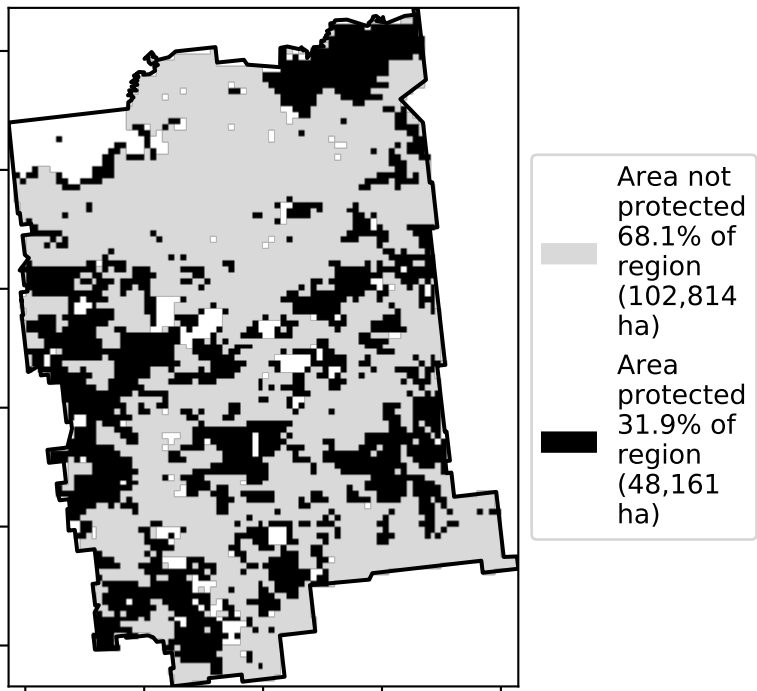 Area not
protected
68.1% of
region
(102,814
ha)
Area
protected
31.9% of
region
(48,161
ha)